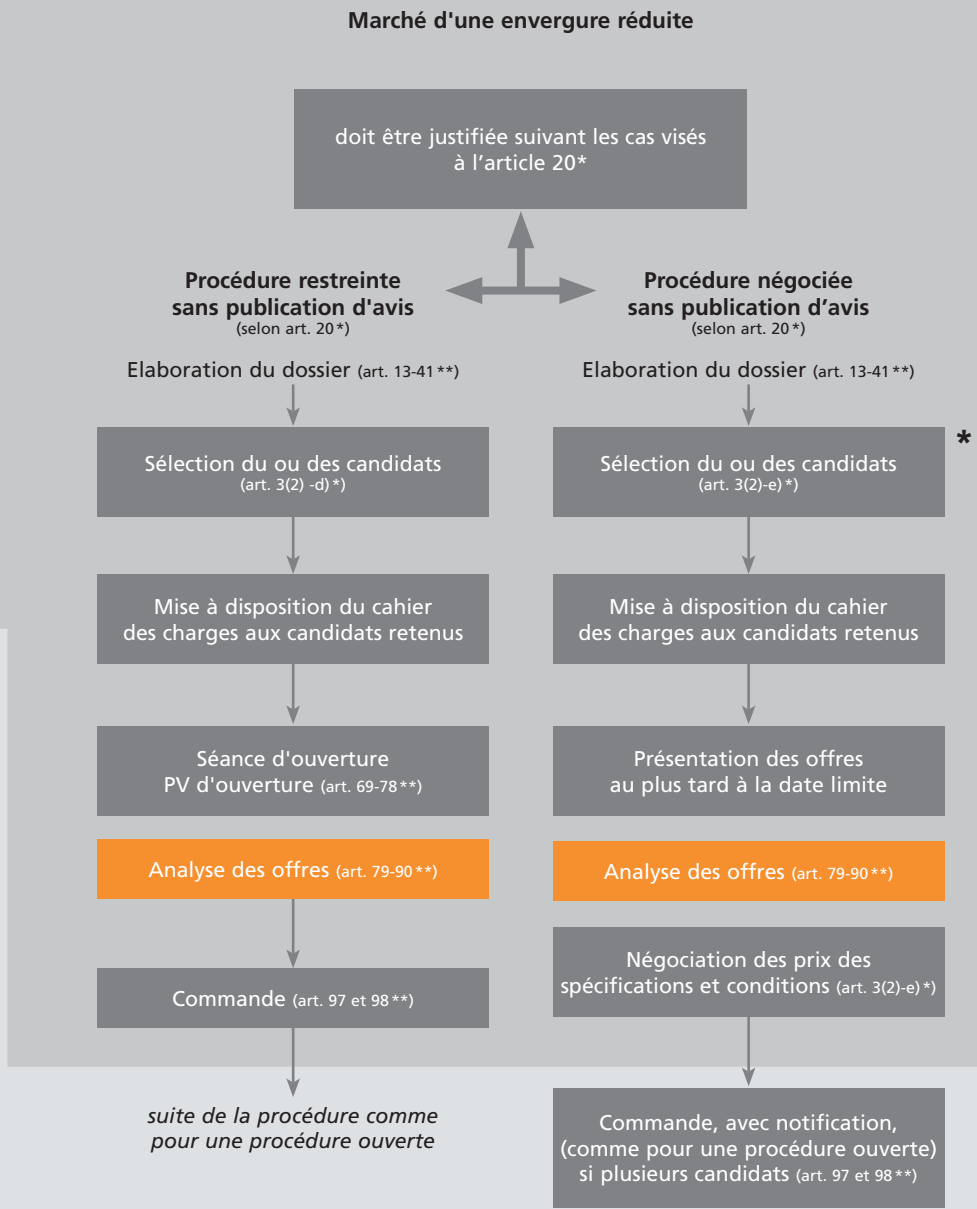 Marché d'une envergure réduite
doit être justifiée suivant les cas visés
à l’article 20*
Procédure restreinte
sans publication d'avis
(selon art. 20*)
Elaboration du dossier (art. 13-41**)
Sélection du ou des candidats
(art. 3(2) -d)*)
Mise à disposition du cahier
des charges aux candidats retenus
Séance d'ouverture
PV d'ouverture (art. 69-78**)
Analyse des offres (art. 79-90**)
Commande (art. 97 et 98**)
suite de la procédure comme
pour une procédure ouverte
Procédure négociée
sans publication d’avis
(selon art. 20*)
Elaboration du dossier (art. 13-41**)
Sélection du ou des candidats
(art. 3(2)-e)*)
*
Mise à disposition du cahier
des charges aux candidats retenus
Présentation des offres
au plus tard à la date limite
Analyse des offres (art. 79-90**)
Négociation des prix des
spécifications et conditions (art. 3(2)-e)*)
Commande, avec notification,
(comme pour une procédure ouverte)
si plusieurs candidats (art. 97 et 98**)